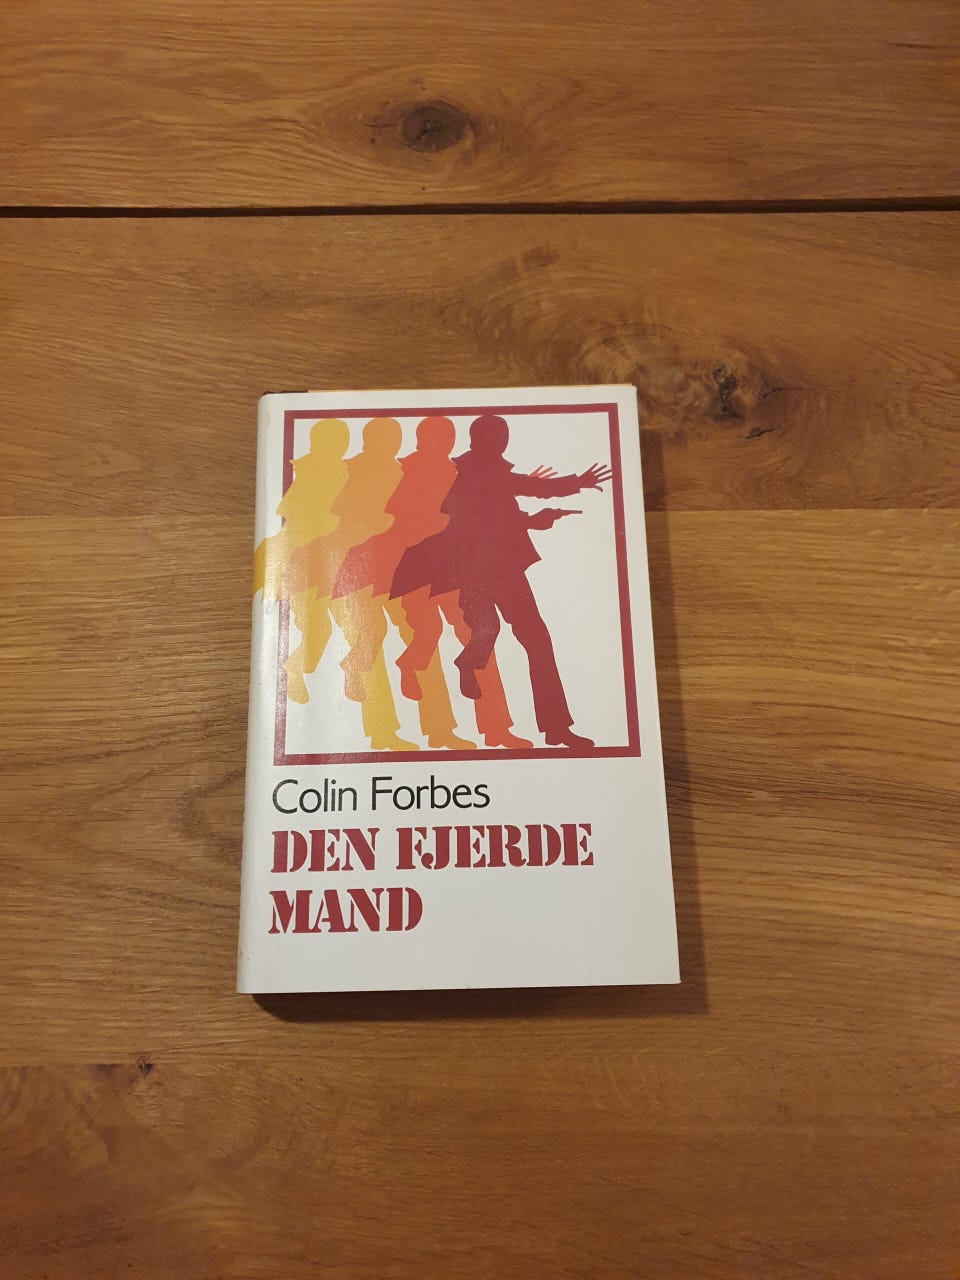 Colin Forbes
DEN FJERDE
MAND